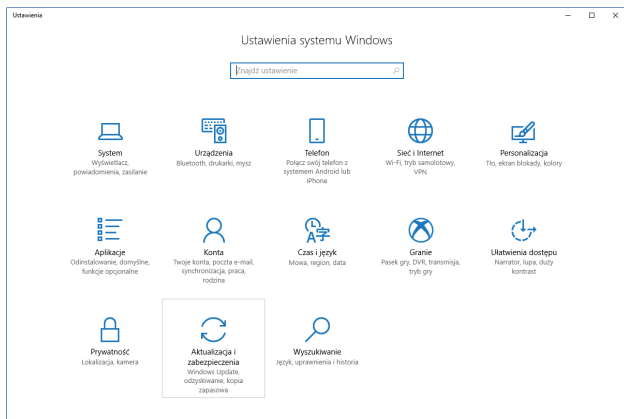 Ustawienia
Ustawienia systemu Windows
Znajdź ustawienie
System
Wyświetlacz,
powiadomienia, zasilanie
Urządzenia
Bluetooth, drukarki, mysz
Telefon
Połącz swój telefon z
systemem Android lub
iPhone
Sieć i Internet
Wi-Fi, tryb samolotowy,
VPN
Personalizacja
Tło, ekran blokady, kolory
Aplikacje
Odinstalowanie, domyślne,
funkcje opcjonalne
Konta
Twoje konta, poczta e-mail,
synchronizacja, praca,
rodzina
Czas i język
Mowa, region, data
Granie
Pasek gry, DVR, transmisja,
tryb gry
Ułatwienia dostępu
Narrator, lupa, duży
kontrast
Prywatność
Lokalizacja, kamera
Aktualizacja i
zabezpieczenia
Windows Update,
odzyskiwanie, kopia
zapasowa
Wyszukiwanie
Język, uprawnienia i historia